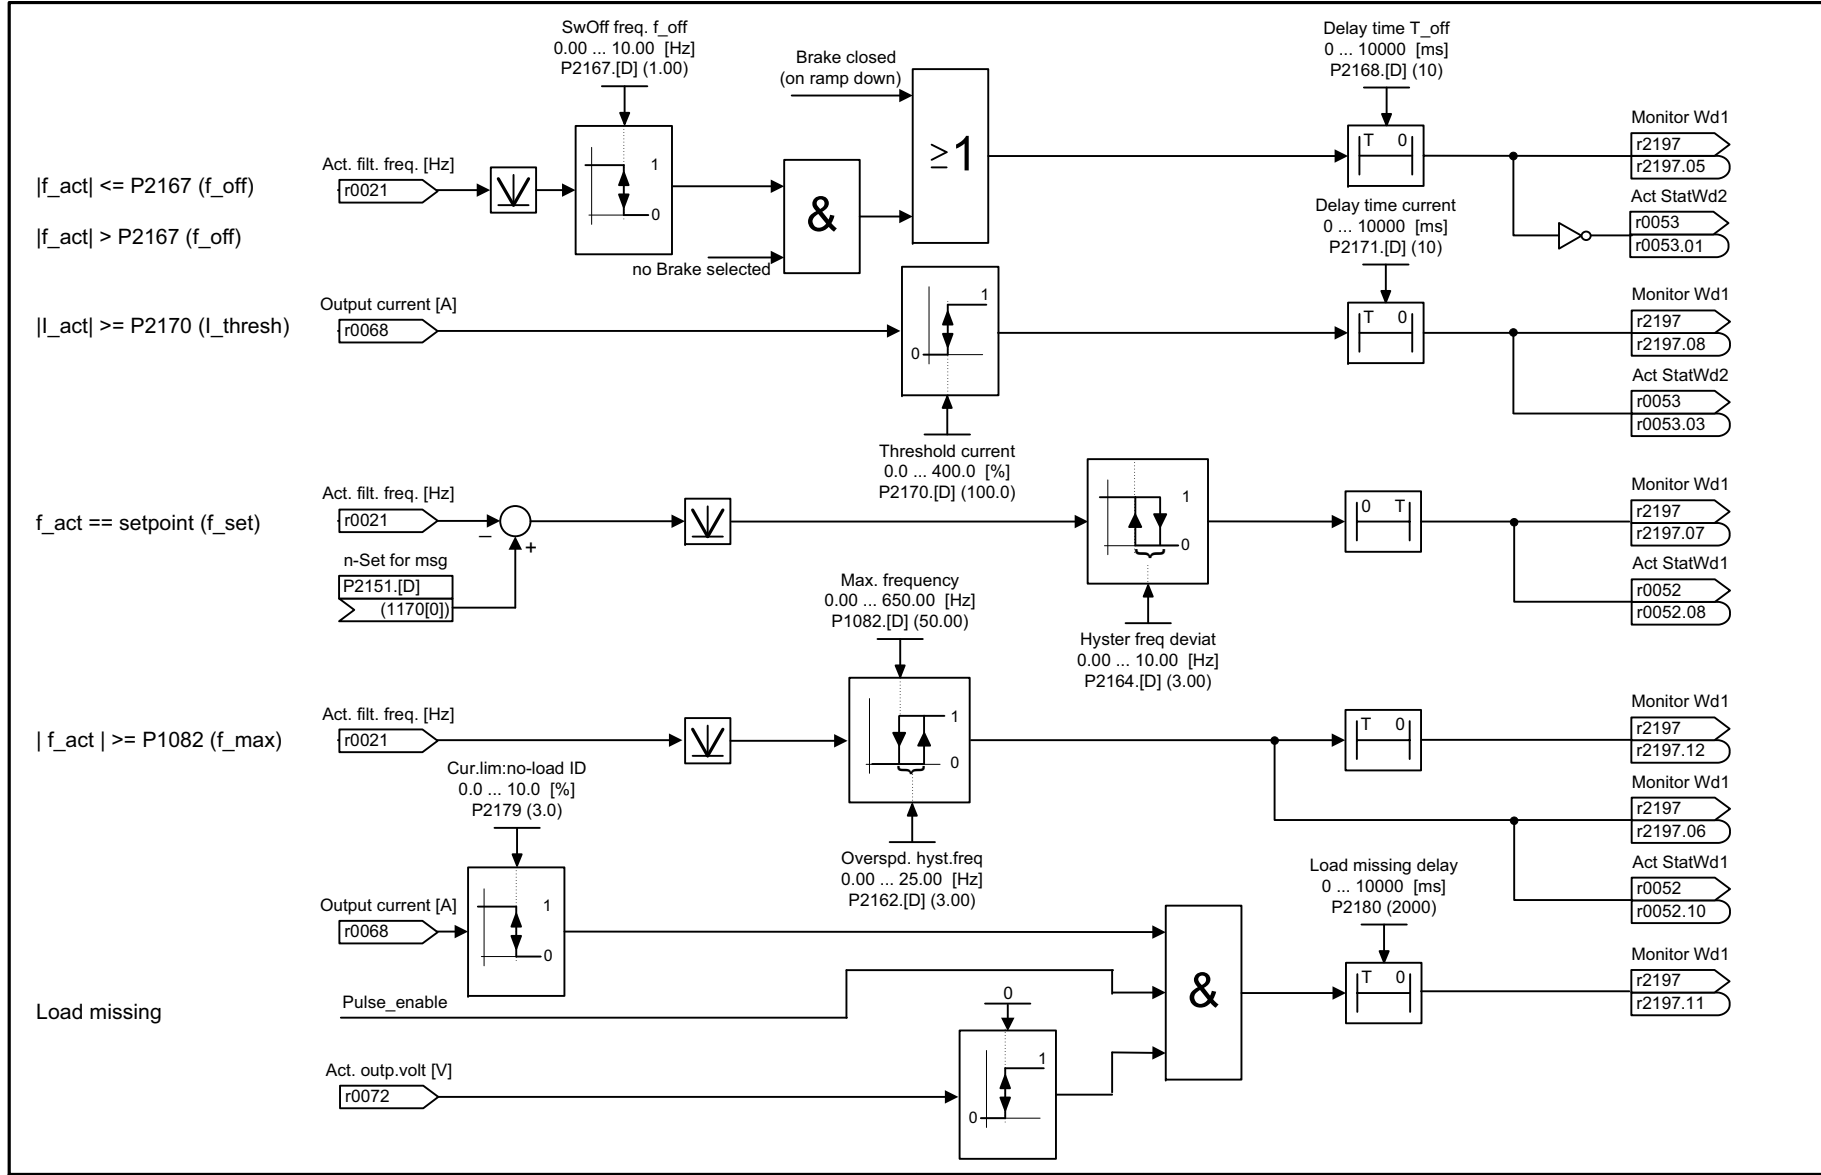 SwOff freq. f_off
0.00 ... 10.00 [Hz]
P2167.[D] (1.00)
Brake closed
(on ramp down)
Delay time T_off
0 ... 10000 [ms]
P2168.[D] (10)
|f_act| <= P2167 (f_off)
|f_act| > P2167 (f_off)
Act. filt. freq. [Hz]
r0021
1
0
&
no Brake selected
≥1
T 0
Monitor Wd1
r2197
r2197.05
Act StatWd2
r0053
r0053.01
Delay time current
0 ... 10000 [ms]
P2171.[D] (10)
|I_act| >= P2170 (I_thresh)
Output current [A]
r0068
1
0
T 0
Monitor Wd1
r2197
r2197.08
Act StatWd2
r0053
r0053.03
Threshold current
0.0 ... 400.0 [%]
P2170.[D] (100.0)
f_act == setpoint (f_set)
Act. filt. freq. [Hz]
r0021
–
+
n-Set for msg
P2151.[D]
(1170[0])
1
0
0 T
Monitor Wd1
r2197
r2197.07
Act StatWd1
r0052
r0052.08
Hyster freq deviat
0.00 ... 10.00 [Hz]
P2164.[D] (3.00)
Max. frequency
0.00 ... 650.00 [Hz]
P1082.[D] (50.00)
| f_act | >= P1082 (f_max)
Act. filt. freq. [Hz]
r0021
1
0
T 0
Monitor Wd1
r2197
r2197.12
Monitor Wd1
r2197
r2197.06
Act StatWd1
r0052
r0052.10
Overspd. hyst.freq
0.00 ... 25.00 [Hz]
P2162.[D] (3.00)
Cur.lim:no-load ID
0.0 ... 10.0 [%]
P2179 (3.0)
Output current [A]
r0068
1
0
Load missing
Pulse_enable
Act. outp.volt [V]
r0072
0
1
0
&
Load missing delay
0 ... 10000 [ms]
P2180 (2000)
T 0
Monitor Wd1
r2197
r2197.11